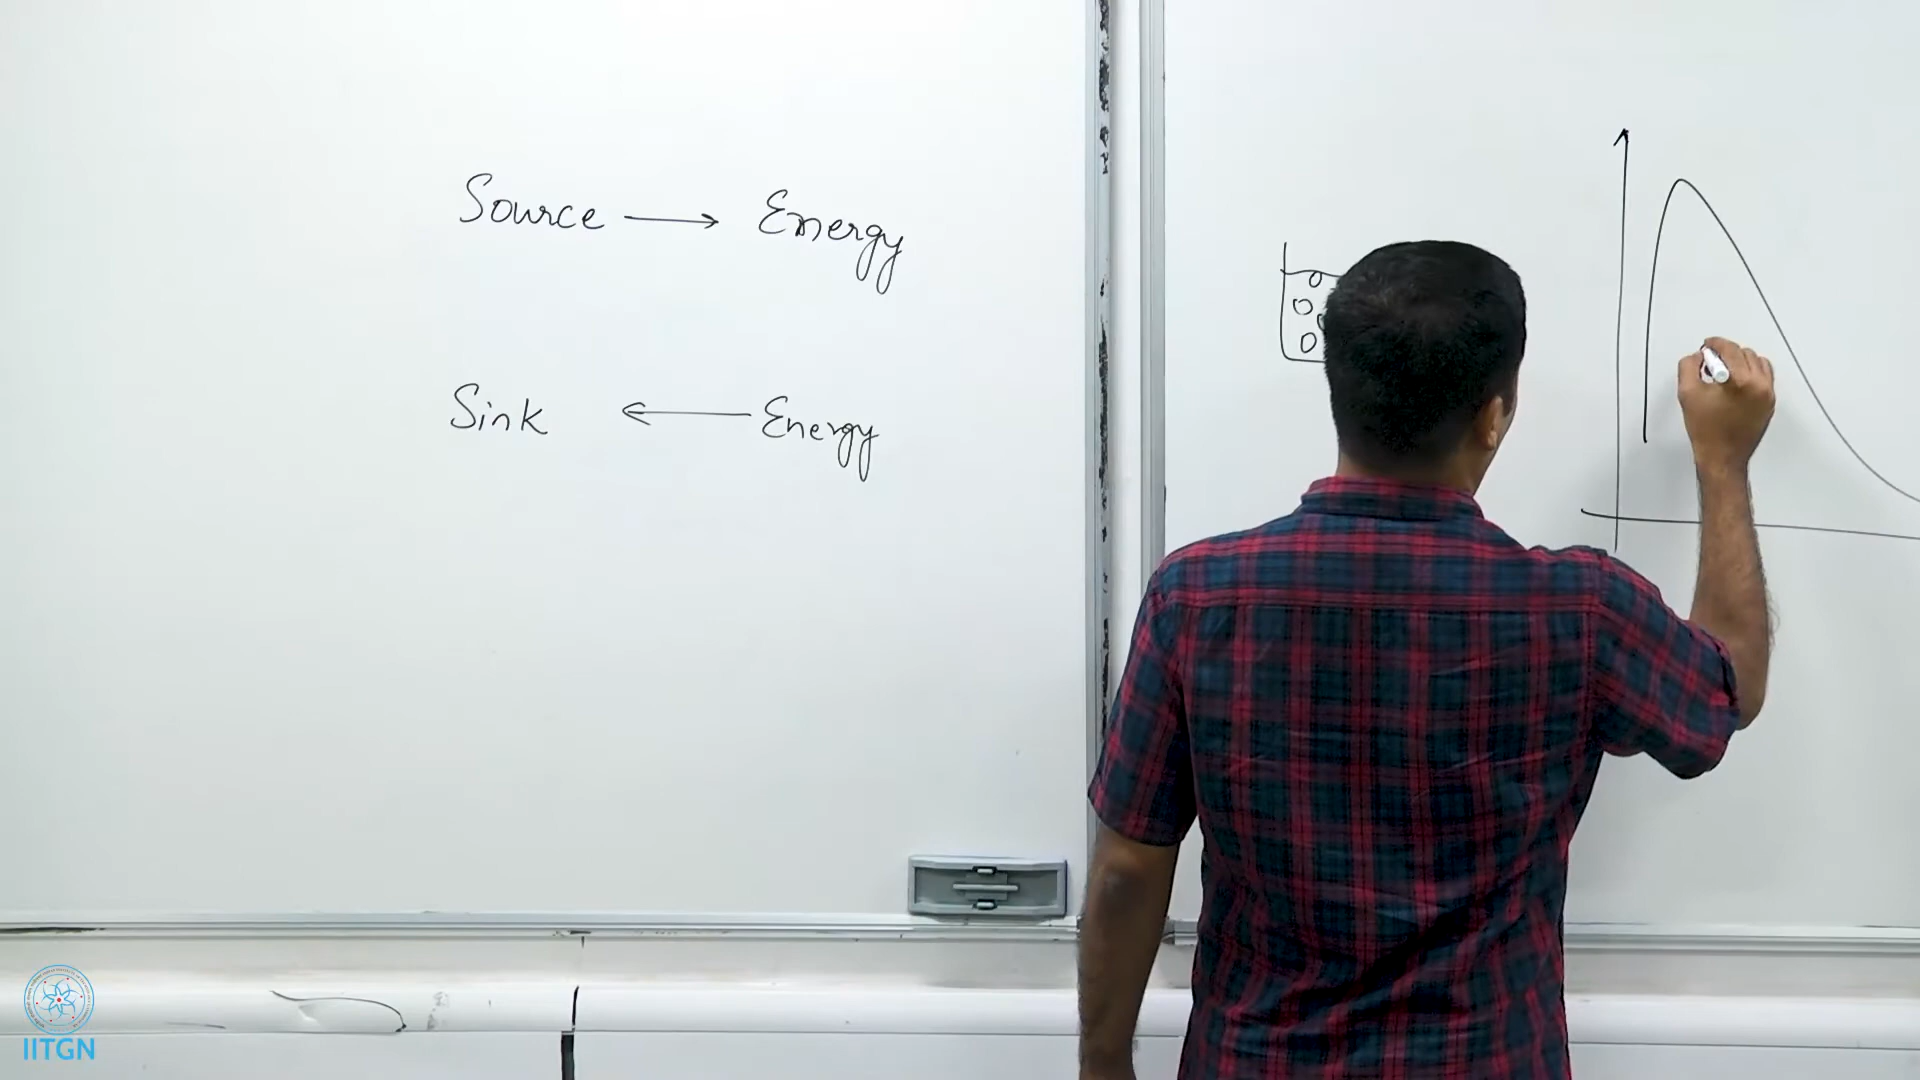 Source → Energy
Sink ← Energy
IITGN